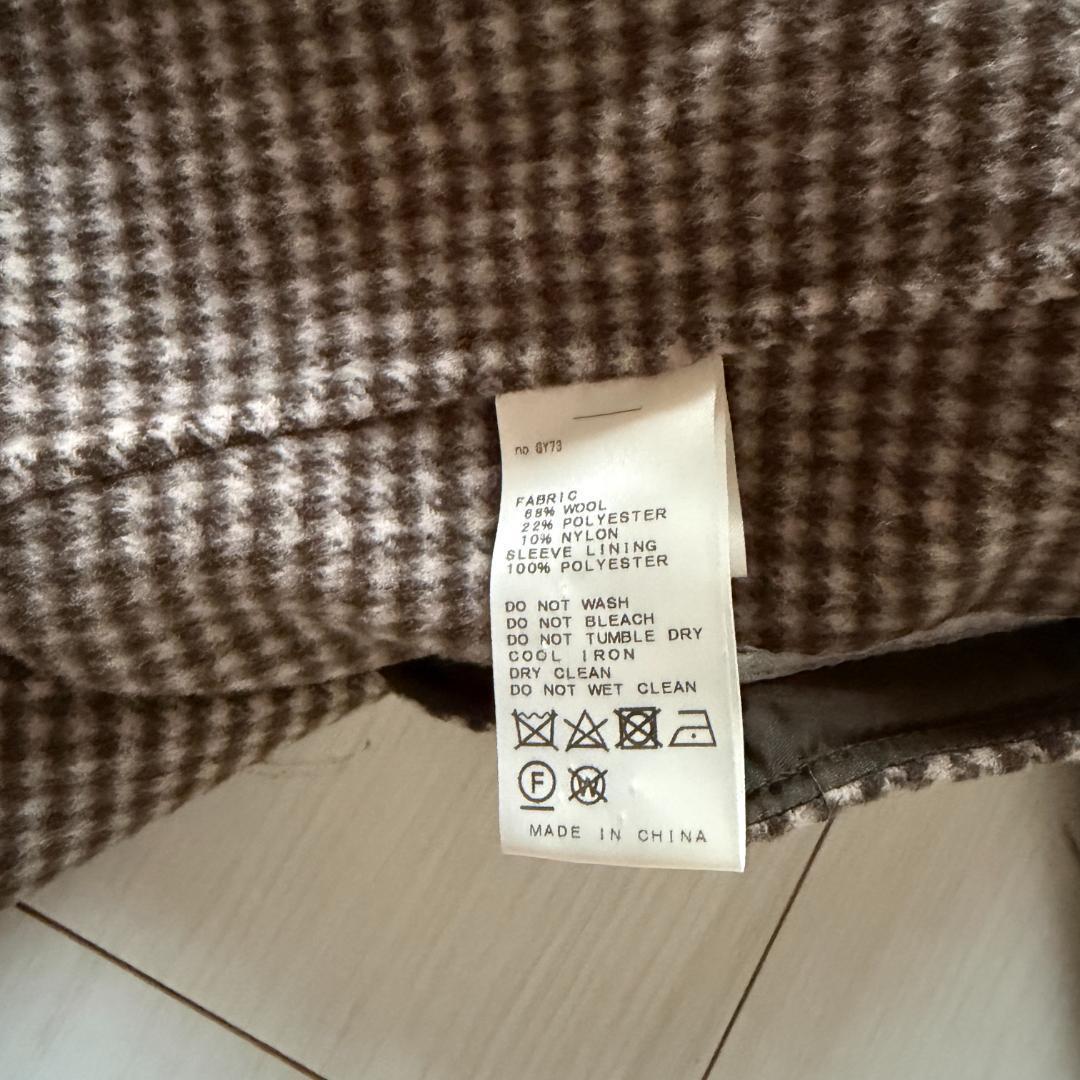 no GY73
FABRIC
68% WOOL
22% POLYESTER
10% NYLON
SLEEVE LINING
100% POLYESTER
DO NOT WASH
DO NOT BLEACH
DO NOT TUMBLE DRY
COOL IRON
DRY CLEAN
DO NOT WET CLEAN
F W
MADE IN CHINA